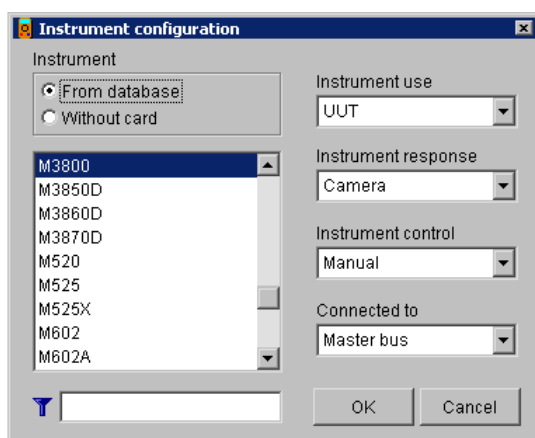 Instrument configuration
Instrument
From database
Without card
M3800
M3850D
M3860D
M3870D
M520
M525
M525X
M602
M602A
Instrument use
UUT
Instrument response
Camera
Instrument control
Manual
Connected to
Master bus
OK
Cancel